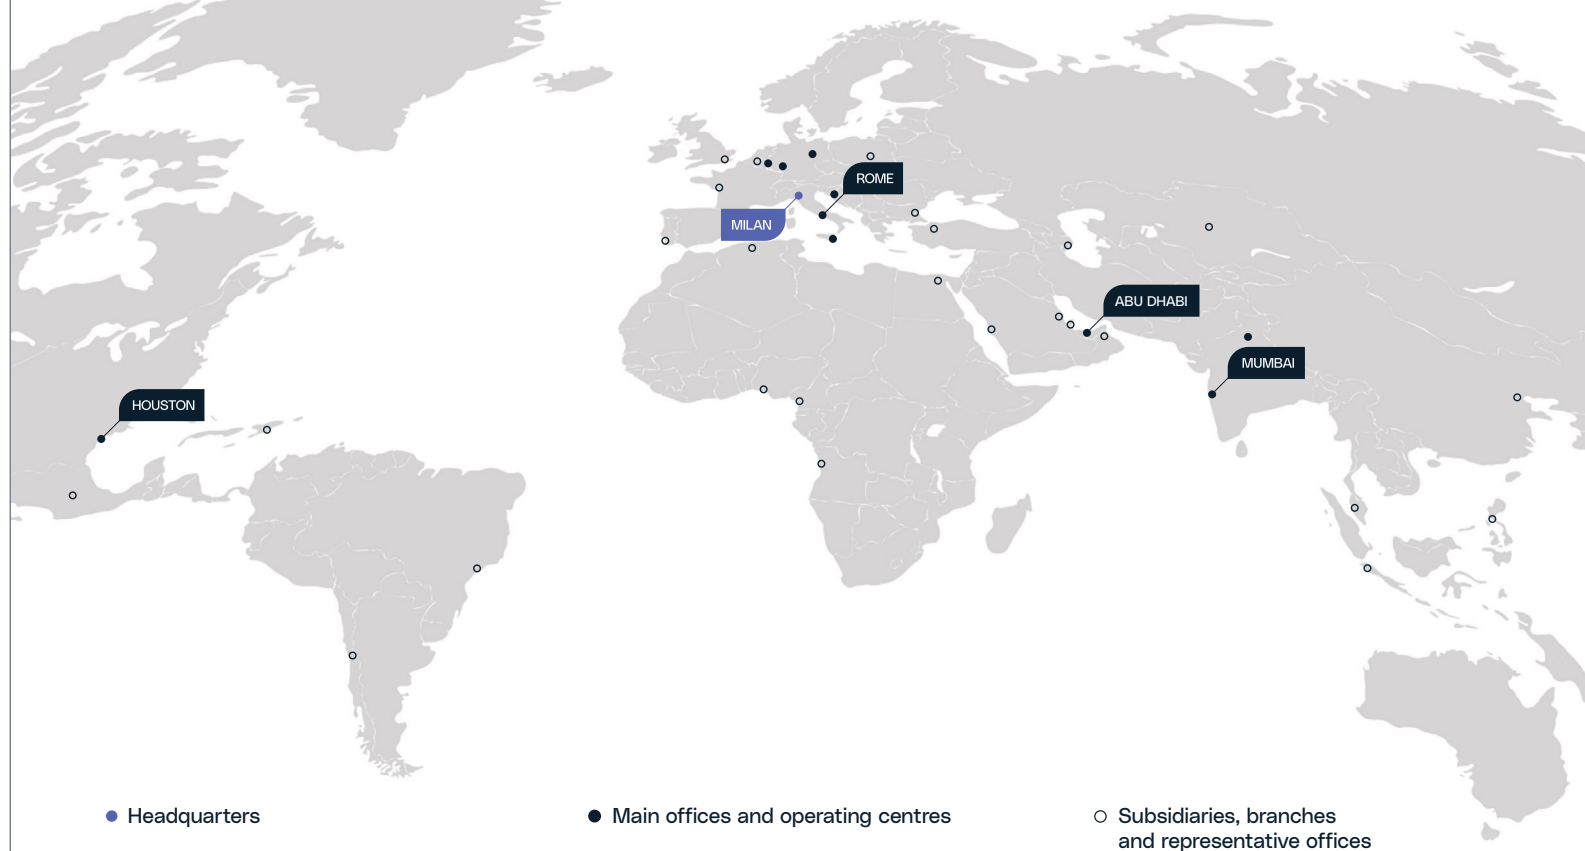 ROME
MILAN
ABU DHABI
MUMBAI
HOUSTON
Headquarters
Main offices and operating centres
Subsidiaries, branches
and representative offices